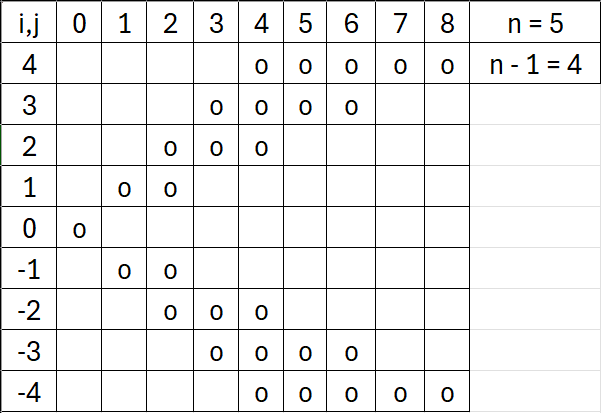 i,j 0 1 2 3 4 5 6 7 8 n = 5
4 o o o o o n - 1 = 4
3 o o o o
2 o o o
1 o o
0 o
-1 o o
-2 o o o
-3 o o o o
-4 o o o o o